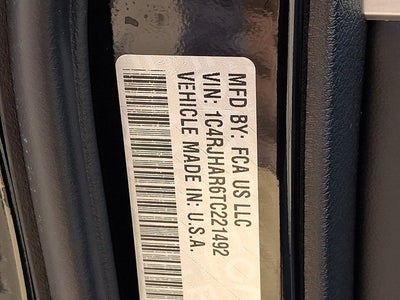 MFD BY: FCA US LLC
VIN: 1C4RJHAR6TC221492
VEHICLE MADE IN: U.S.A.